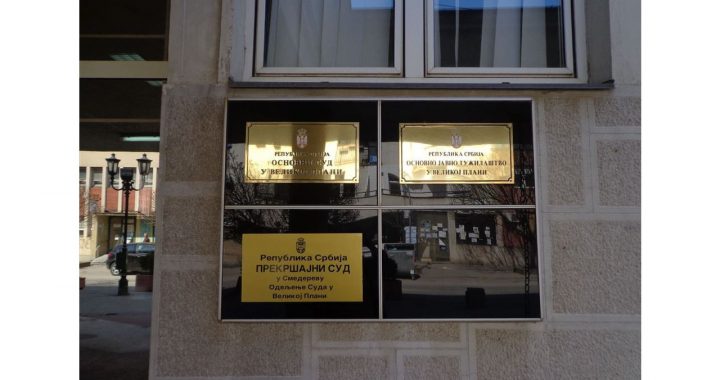 РЕПУБЛИКА СРБИЈА
ОСНОВНИ СУД
У ВЕЛИКОЈ ПЛАНИ
РЕПУБЛИКА СРБИЈА
ОСНОВНО ЈАВНО ТУЖИЛАШТВО
У ВЕЛИКОЈ ПЛАНИ
Република Србија
ПРЕКРШАЈНИ СУД
у Смедереву
Одељење Суда у
Великој Плани